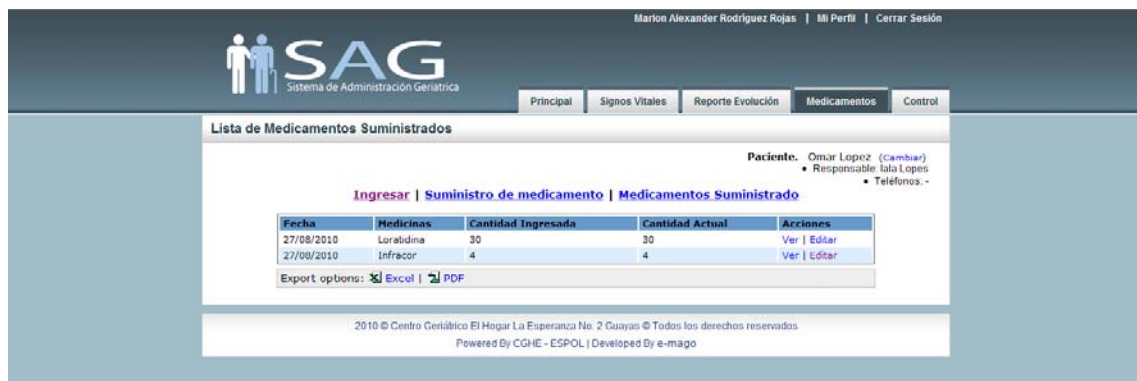 Marlon Alexander Rodriguez Rojas | Mi Perfil | Cerrar Sesión
SAG
Sistema de Administración Geriatrica
Principal Signos Vitales Reporte Evolución Medicamentos Control
Lista de Medicamentos Suministrados
Paciente. Omar Lopez (Cambiar)
• Responsable: lala Lopes
• Teléfonos: -
Ingresar | Suministro de medicamento | Medicamentos Suministrado
Fecha Medicinas Cantidad Ingresada Cantidad Actual Acciones
27/08/2010 Loratidina 30 30 Ver | Editar
27/08/2010 Infracor 4 4 Ver | Editar
Export options: Excel | PDF
2010 © Centro Geriátrico El Hogar La Esperanza No. 2 Guayas © Todos los derechos reservados
Powered By CGHE - ESPOL | Developed By e-mago